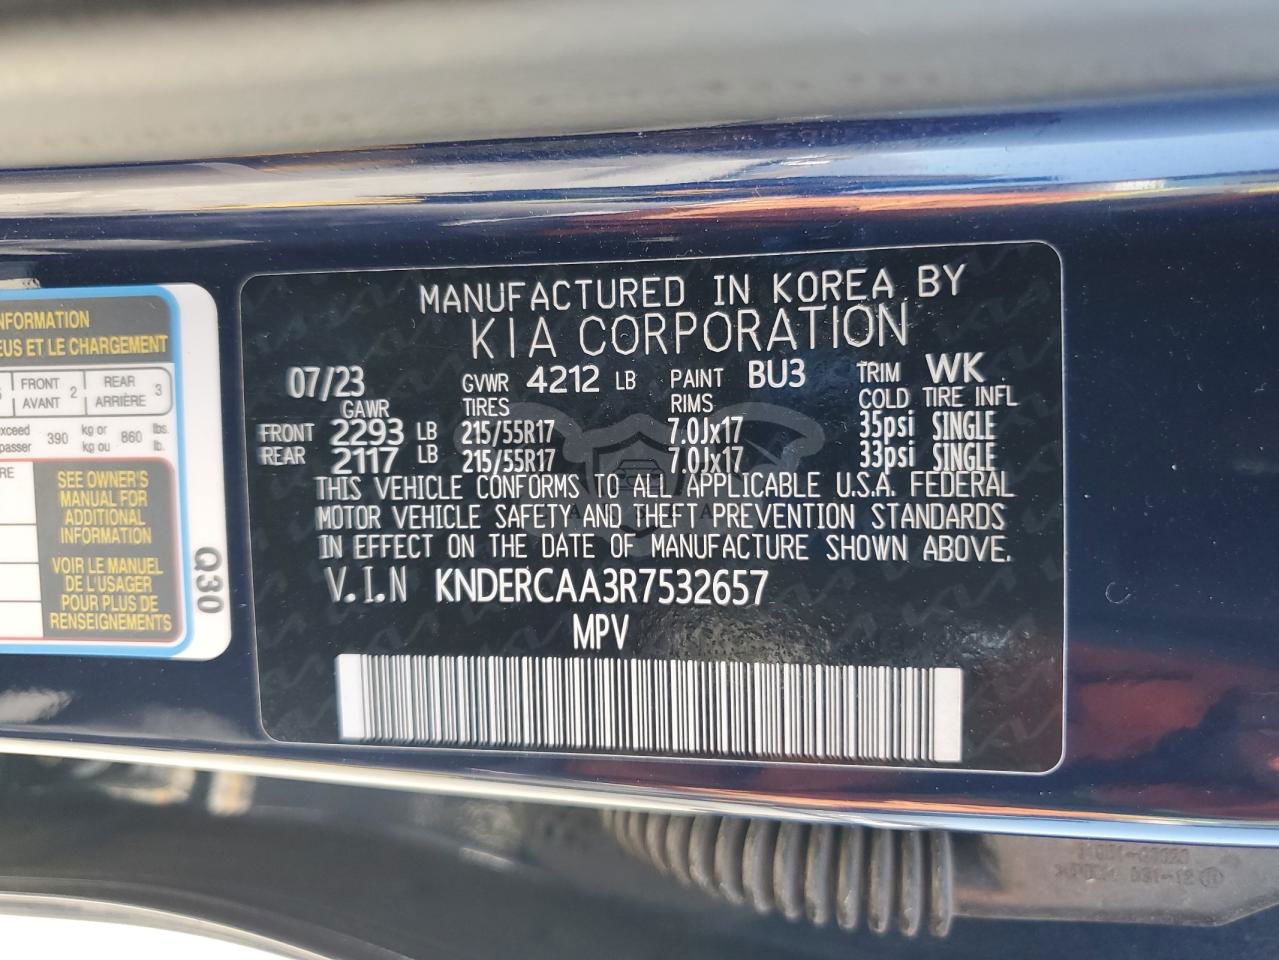 MANUFACTURED IN KOREA BY
KIA CORPORATION
07/23 GVWR 4212 LB PAINT BU3 TRIM WK
GAWR TIRES RIMS COLD TIRE INFL
FRONT 2293 LB 215/55R17 7.0Jx17 35psi SINGLE
REAR 2117 LB 215/55R17 7.0Jx17 33psi SINGLE
THIS VEHICLE CONFORMS TO ALL APPLICABLE U.S.A. FEDERAL
MOTOR VEHICLE SAFETY AND THEFT PREVENTION STANDARDS
IN EFFECT ON THE DATE OF MANUFACTURE SHOWN ABOVE.
V.I.N KNDERCAA3R7532657
MPV
ET LE CHARGEMENT
FRONT 2 REAR 3
AVANT ARRIÈRE
390 kg or 860 lbs.
kg ou lb.
SEE OWNER'S
MANUAL FOR
ADDITIONAL
INFORMATION
VOIR LE MANUEL
DE L'USAGER
POUR PLUS DE
RENSEIGNEMENTS
Q30